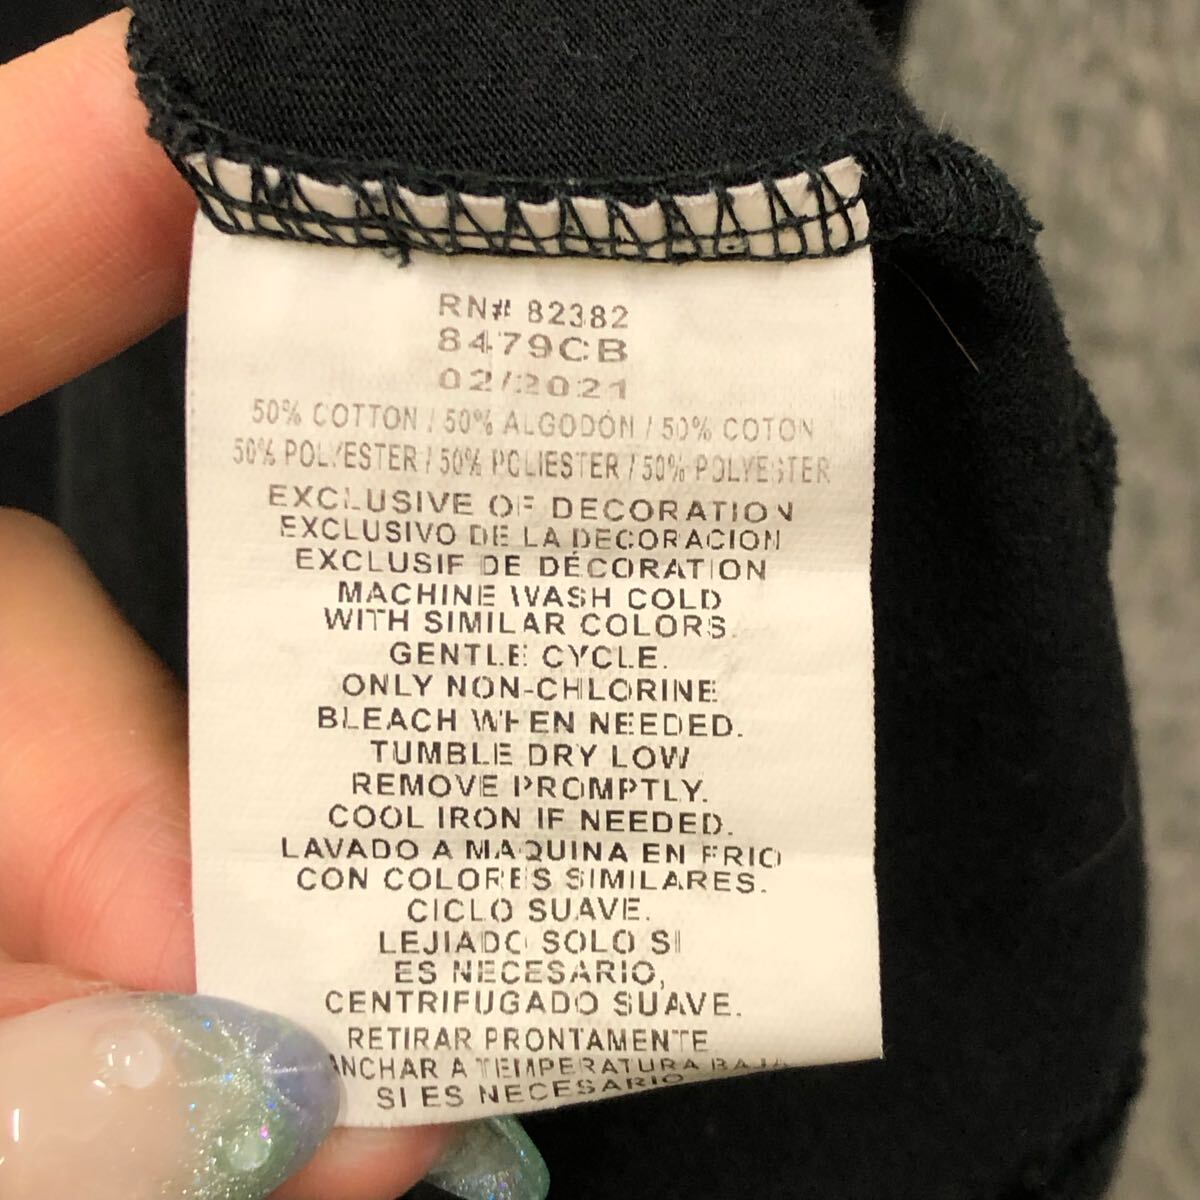 RN# 82382
8479CB
02/2021
50% COTTON / 50% ALGODÓN / 50% COTON
50% POLYESTER / 50% POLIESTER / 50% POLYESTER
EXCLUSIVE OF DECORATION
EXCLUSIVO DE LA DECORACION
EXCLUSIF DE DÉCORATION
MACHINE WASH COLD
WITH SIMILAR COLORS.
GENTLE CYCLE.
ONLY NON-CHLORINE
BLEACH WHEN NEEDED.
TUMBLE DRY LOW
REMOVE PROMPTLY.
COOL IRON IF NEEDED.
LAVADO A MAQUINA EN FRIO
CON COLORES SIMILARES.
CICLO SUAVE.
LEJIADO SOLO SI
ES NECESARIO,
CENTRIFUGADO SUAVE.
RETIRAR PRONTAMENTE
ANCHAR A TEMPERATURA BAJA
SI ES NECESARIO